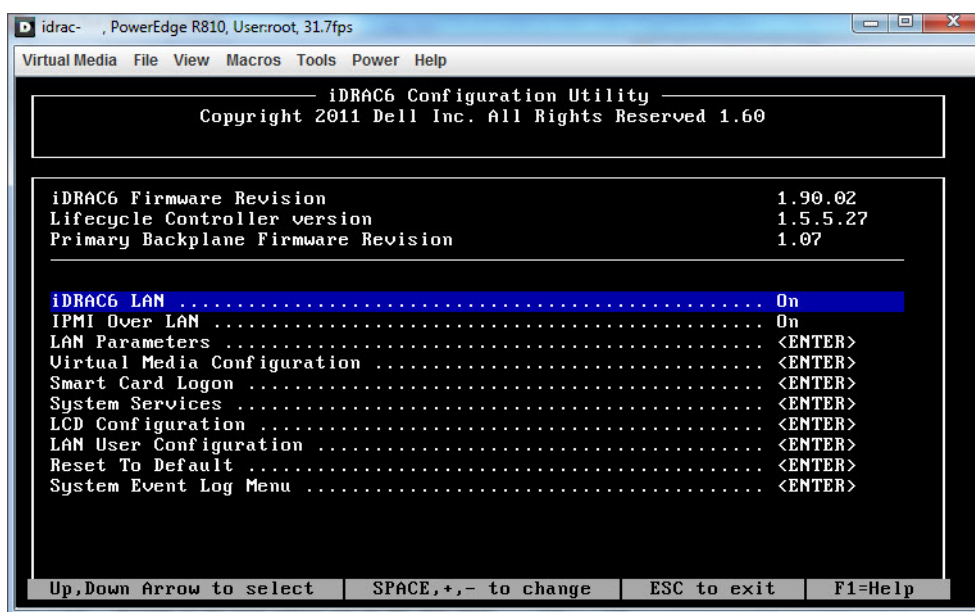 idrac- , PowerEdge R810, User:root, 31.7fps
Virtual Media File View Macros Tools Power Help
iDRAC6 Configuration Utility
Copyright 2011 Dell Inc. All Rights Reserved 1.60
iDRAC6 Firmware Revision 1.90.02
Lifecycle Controller version 1.5.5.27
Primary Backplane Firmware Revision 1.07
iDRAC6 LAN .................................................... On
IPMI Over LAN ................................................. On
LAN Parameters ................................................ <ENTER>
Virtual Media Configuration ................................... <ENTER>
Smart Card Logon .............................................. <ENTER>
System Services ............................................... <ENTER>
LCD Configuration ............................................. <ENTER>
LAN User Configuration ........................................ <ENTER>
Reset To Default .............................................. <ENTER>
System Event Log Menu ......................................... <ENTER>
Up,Down Arrow to select SPACE,+,- to change ESC to exit F1=Help